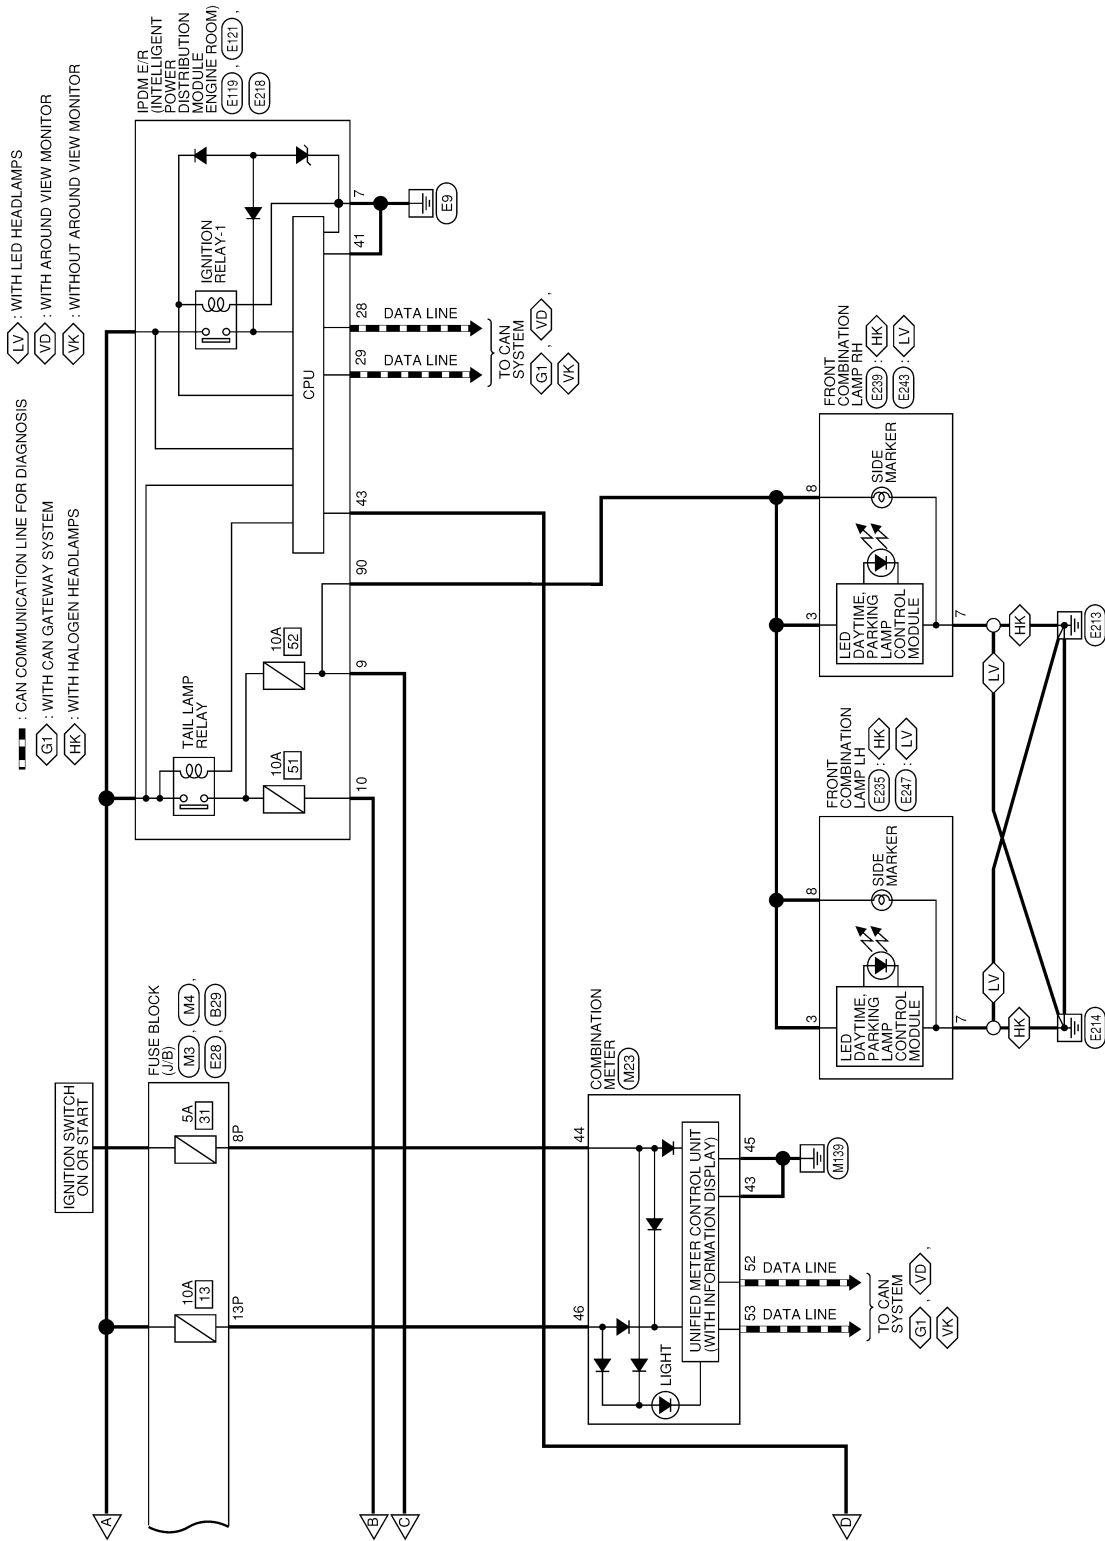 : CAN COMMUNICATION LINE FOR DIAGNOSIS
G1 : WITH CAN GATEWAY SYSTEM
HK : WITH HALOGEN HEADLAMPS
LV : WITH LED HEADLAMPS
VD : WITH AROUND VIEW MONITOR
VK : WITHOUT AROUND VIEW MONITOR
A
IGNITION SWITCH
ON OR START
FUSE BLOCK
(J/B)
M3 , M4 ,
E28 , B29
10A
13
13P
5A
31
8P
IPDM E/R
(INTELLIGENT
POWER
DISTRIBUTION
MODULE
ENGINE ROOM)
E119 , E121 ,
E218
TAIL LAMP
RELAY
IGNITION
RELAY-1
10A
51
10A
52
CPU
10
9
90
43
29
28
41
7
DATA LINE
DATA LINE
TO CAN
SYSTEM
G1 , VD ,
VK
E9
B
C
COMBINATION
METER
M23
46
44
LIGHT
UNIFIED METER CONTROL UNIT
(WITH INFORMATION DISPLAY)
53
52
43
45
DATA LINE
DATA LINE
TO CAN
SYSTEM
G1 , VD ,
VK
M139
D
FRONT
COMBINATION
LAMP LH
E235 : HK
E247 : LV
3
8
LED
DAYTIME,
PARKING
LAMP
CONTROL
MODULE
SIDE
MARKER
7
FRONT
COMBINATION
LAMP RH
E239 : HK
E243 : LV
3
8
LED
DAYTIME,
PARKING
LAMP
CONTROL
MODULE
SIDE
MARKER
7
LV
LV
HK
HK
E214
E213